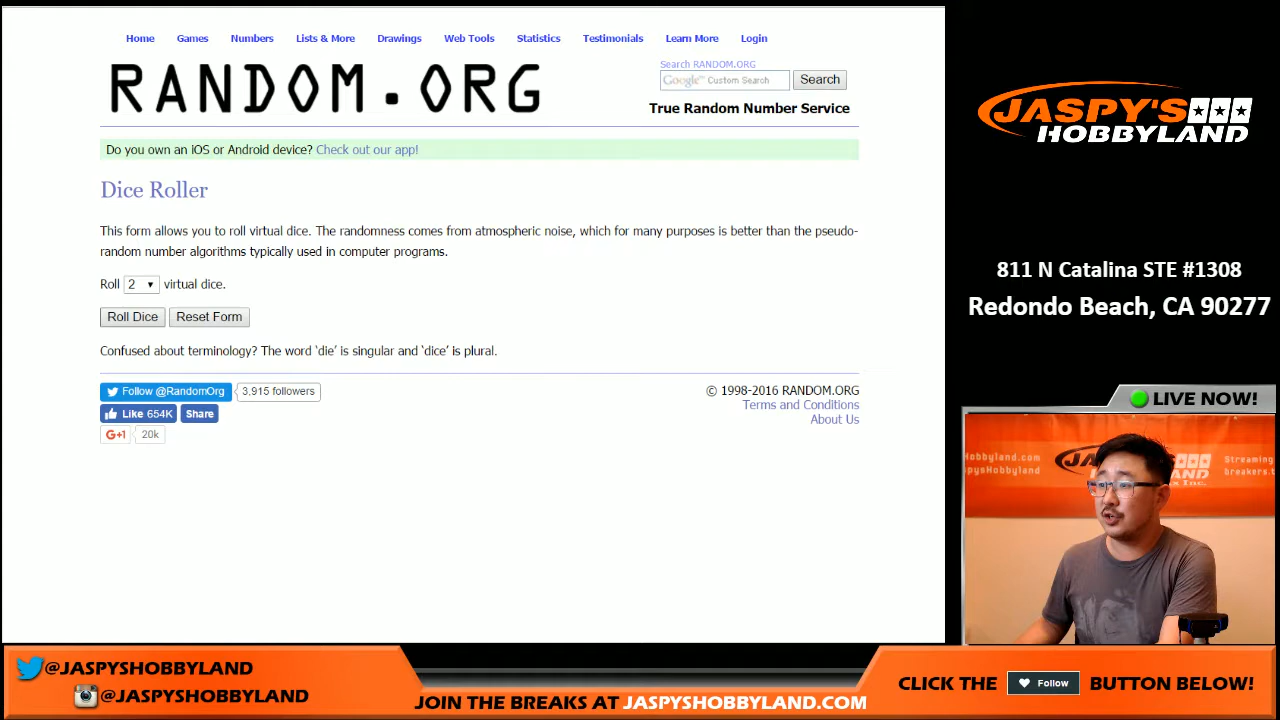 Home Games Numbers Lists & More Drawings Web Tools Statistics Testimonials Learn More Login
RANDOM.ORG
Search RANDOM.ORG
Google™ Custom Search Search
True Random Number Service
Do you own an iOS or Android device? Check out our app!
Dice Roller
This form allows you to roll virtual dice. The randomness comes from atmospheric noise, which for many purposes is better than the pseudo-
random number algorithms typically used in computer programs.
Roll 2 virtual dice.
Roll Dice Reset Form
Confused about terminology? The word ‘die’ is singular and ‘dice’ is plural.
Follow @RandomOrg 3,915 followers
Like 654K Share
G+1 20k
© 1998-2016 RANDOM.ORG
Terms and Conditions
About Us
JASPY'S
HOBBYLAND
811 N Catalina STE #1308
Redondo Beach, CA 90277
LIVE NOW!
Hobbyland.com
Streaming
@JASPYSHOBBYLAND
@JASPYSHOBBYLAND
JOIN THE BREAKS AT JASPYSHOBBYLAND.COM
CLICK THE Follow BUTTON BELOW!